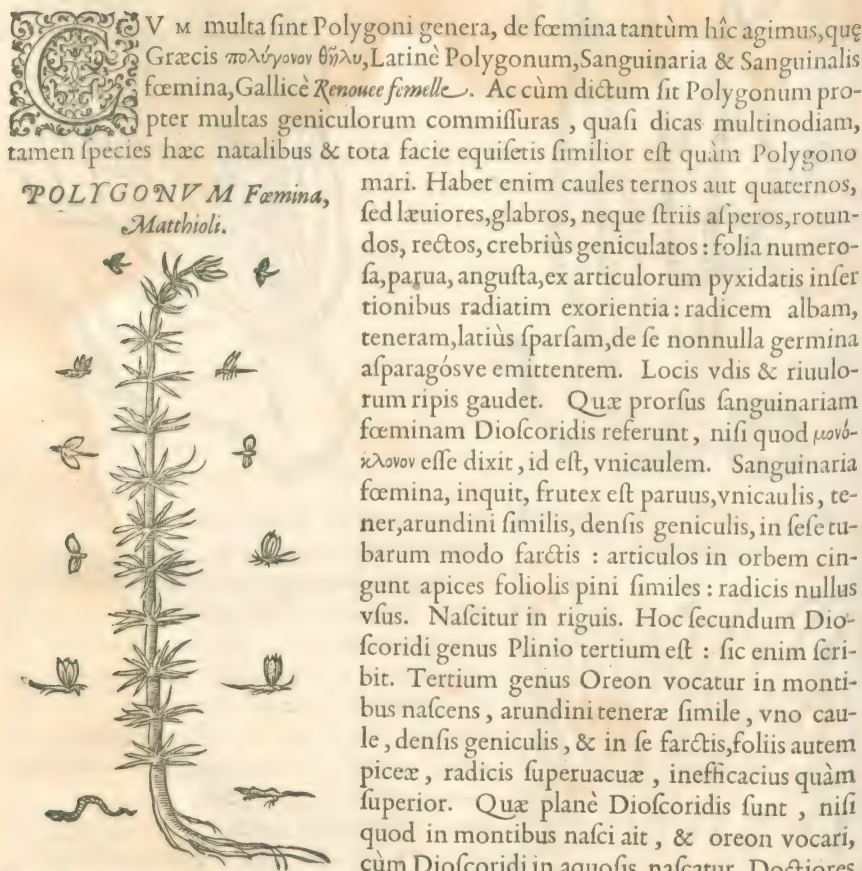 CVM multa ſint Polygoni genera, de fœmina tantùm hîc agimus,quę
Græcis πολύγονον θῆλυ,Latinè Polygonum,Sanguinaria & Sanguinalis
fœmina,Gallicè Renouee femelle. Ac cùm dictum ſit Polygonum pro-
pter multas geniculorum commiſſuras , quaſi dicas multinodiam,
tamen ſpecies hæc natalibus & tota facie equiſetis ſimilior eſt quàm Polygono
POLYGONVM Fœmina,
Matthioli.
mari. Habet enim caules ternos aut quaternos,
ſed læuiores,glabros, neque ſtriis aſperos,rotun-
dos, rectos, crebriùs geniculatos : folia numero-
ſa,parua, anguſta,ex articulorum pyxidatis inſer
tionibus radiatim exorientia : radicem albam,
teneram,latiùs ſparſam,de ſe nonnulla germina
aſparagósve emittentem. Locis vdis & riuulo-
rum ripis gaudet. Quæ prorſus ſanguinariam
fœminam Dioſcoridis referunt , niſi quod μονό-
κλονον eſſe dixit , id eſt, vnicaulem. Sanguinaria
fœmina, inquit, frutex eſt paruus,vnicaulis, te-
ner,arundini ſimilis, denſis geniculis, in ſeſe tu-
barum modo farctis : articulos in orbem cin-
gunt apices foliolis pini ſimiles : radicis nullus
vſus. Naſcitur in riguis. Hoc ſecundum Dio-
ſcoridi genus Plinio tertium eſt : ſic enim ſcri-
bit. Tertium genus Oreon vocatur in monti-
bus naſcens , arundini teneræ ſimile , vno cau-
le , denſis geniculis , & in ſe farctis,foliis autem
piceæ , radicis ſuperuacuæ , inefficacius quàm
ſuperior. Quæ planè Dioſcoridis ſunt , niſi
quod in montibus naſci ait , & oreon vocari,
cùm Dioſcoridi in aquoſis naſcatur. Doctiores